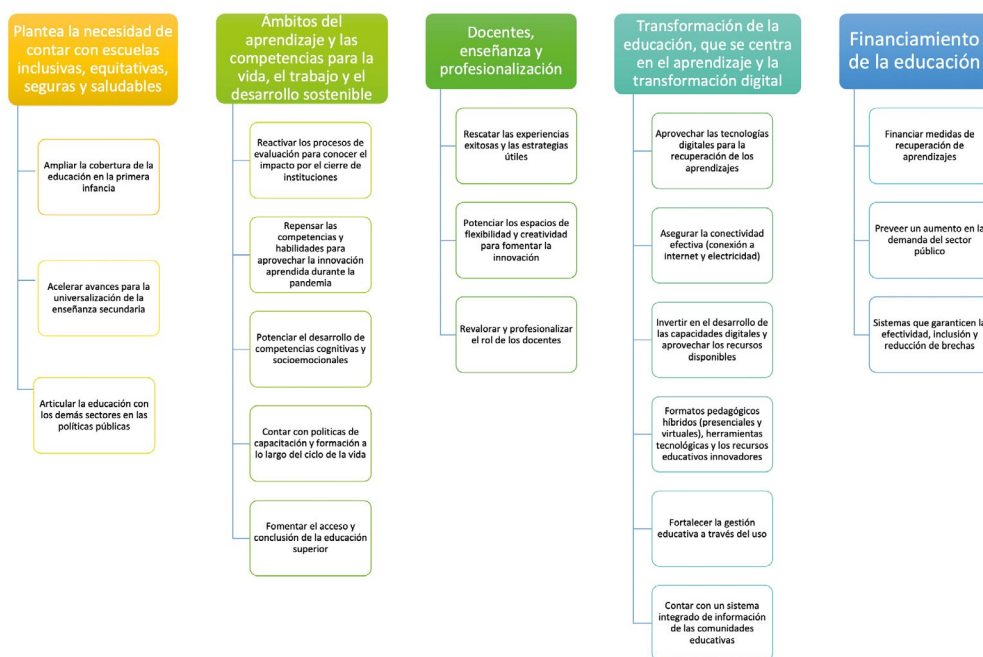 Plantea la necesidad de
contar con escuelas
inclusivas, equitativas,
seguras y saludables
Ampliar la cobertura de la
educación en la primera
infancia
Acelerar avances para la
universalización de la
enseñanza secundaria
Articular la educación con
los demás sectores en las
políticas públicas
Ámbitos del
aprendizaje y las
competencias para la
vida, el trabajo y el
desarrollo sostenible
Reactivar los procesos de
evaluación para conocer el
impacto por el cierre de
instituciones
Repensar las
competencias y
habilidades para
aprovechar la innovación
aprendida durante la
pandemia
Potenciar el desarrollo de
competencias cognitivas y
socioemocionales
Contar con politicas de
capacitación y formación a
lo largo del ciclo de la vida
Fomentar el acceso y
conclusión de la educación
superior
Docentes,
enseñanza y
profesionalización
Rescatar las experiencias
exitosas y las estrategias
útiles
Potenciar los espacios de
flexibilidad y creatividad
para fomentar la
innovación
Revalorar y profesionalizar
el rol de los docentes
Transformación de la
educación, que se centra
en el aprendizaje y la
transformación digital
Aprovechar las tecnologías
digitales para la
recuperación de los
aprendizajes
Asegurar la conectividad
efectiva (conexión a
internet y electricidad)
Invertir en el desarrollo de
las capacidades digitales y
aprovechar los recursos
disponibles
Formatos pedagógicos
híbridos (presenciales y
virtuales), herramientas
tecnológicas y los recursos
educativos innovadores
Fortalecer la gestión
educativa a través del uso
Contar con un sistema
integrado de información
de las comunidades
educativas
Financiamiento
de la educación
Financiar medidas de
recuperación de
aprendizajes
Preveer un aumento en la
demanda del sector
público
Sistemas que garanticen la
efectividad, inclusión y
reducción de brechas